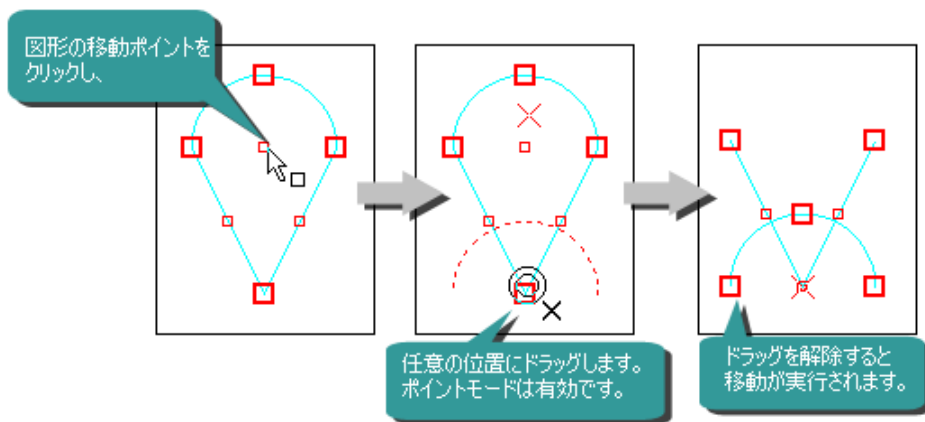 図形の移動ポイントを
クリックし、
任意の位置にドラッグします。
ポイントモードは有効です。
ドラッグを解除すると
移動が実行されます。